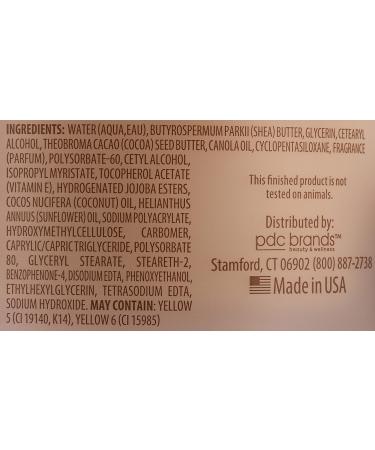 INGREDIENTS: WATER (AQUA,EAU), BUTYROSPERMUM PARKII (SHEA) BUTTER, GLYCERIN, CETEARYL
ALCOHOL, THEOBROMA CACAO (COCOA) SEED BUTTER, CANOLA OIL, CYCLOPENTASILOXANE, FRAGRANCE
(PARFUM), POLYSORBATE-60, CETYL ALCOHOL,
ISOPROPYL MYRISTATE, TOCOPHEROL ACETATE
(VITAMIN E), HYDROGENATED JOJOBA ESTERS,
COCOS NUCIFERA (COCONUT) OIL, HELIANTHUS
ANNUUS (SUNFLOWER) OIL, SODIUM POLYACRYLATE,
HYDROXYMETHYLCELLULOSE, CARBOMER,
CAPRYLIC/CAPRIC TRIGLYCERIDE, POLYSORBATE
80, GLYCERYL STEARATE, STEARETH-2,
BENZOPHENONE-4, DISODIUM EDTA, PHENOXYETHANOL,
ETHYLHEXYLGLYCERIN, TETRASODIUM EDTA,
SODIUM HYDROXIDE. MAY CONTAIN: YELLOW
5 (CI 19140, K14), YELLOW 6 (CI 15985)
This finished product is not
tested on animals.
Distributed by:
pdc brands™
beauty & wellness
Stamford, CT 06902 (800) 887-2738
Made in USA